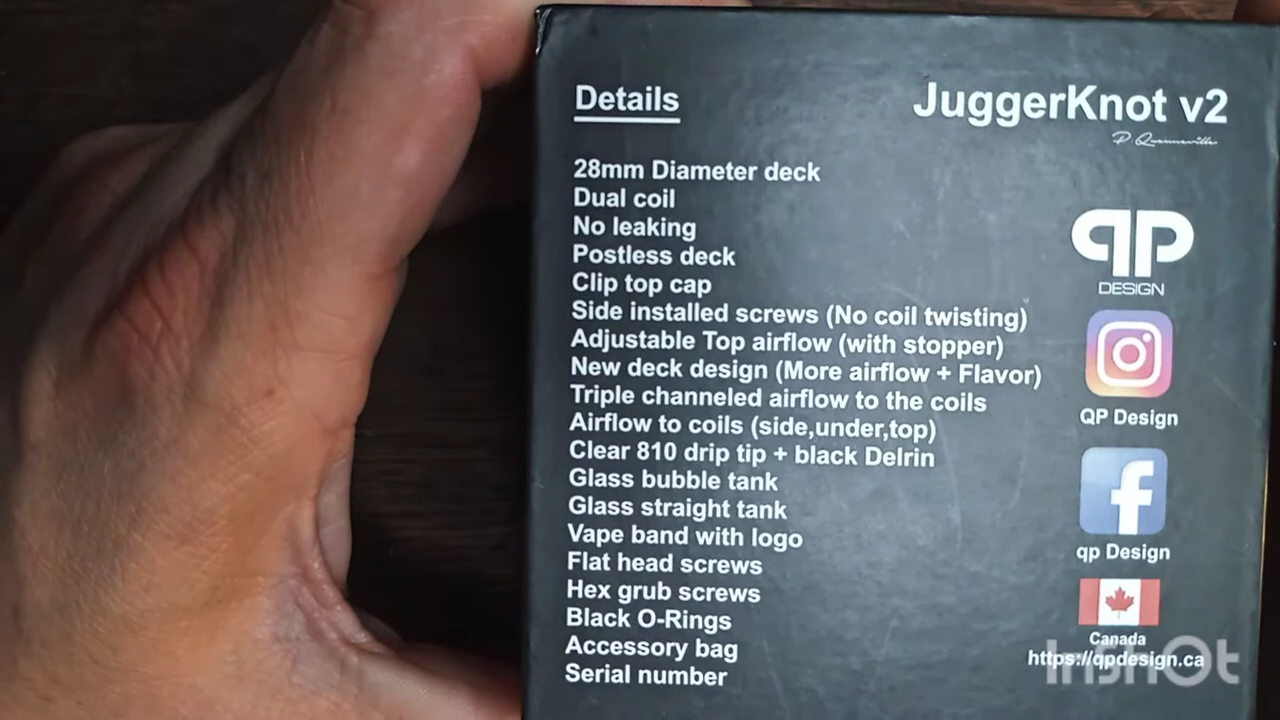 Details
28mm Diameter deck
Dual coil
No leaking
Postless deck
Clip top cap
Side installed screws (No coil twisting)
Adjustable Top airflow (with stopper)
New deck design (More airflow + Flavor)
Triple channeled airflow to the coils
Airflow to coils (side,under,top)
Clear 810 drip tip + black Delrin
Glass bubble tank
Glass straight tank
Vape band with logo
Flat head screws
Hex grub screws
Black O-Rings
Accessory bag
Serial number
JuggerKnot v2
QP
DESIGN
QP Design
f
qp Design
Canada
https://qpdesign.ca
InShOt